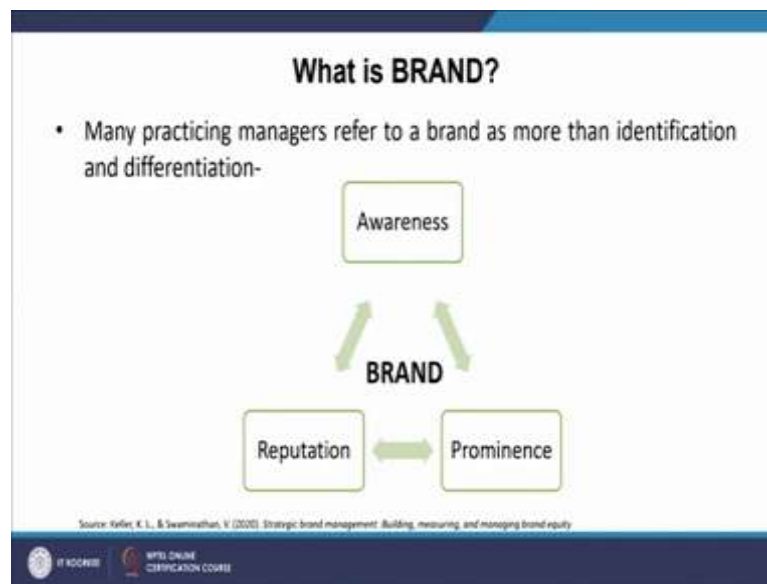 What is BRAND?
• Many practicing managers refer to a brand as more than identification
and differentiation-
Awareness
BRAND
Reputation
Prominence
Source: Keller, K. L., & Swaminathan, V. (2020). Strategic brand management: Building, measuring, and managing brand equity
IIT ROORKEE
NPTEL ONLINE
CERTIFICATION COURSE